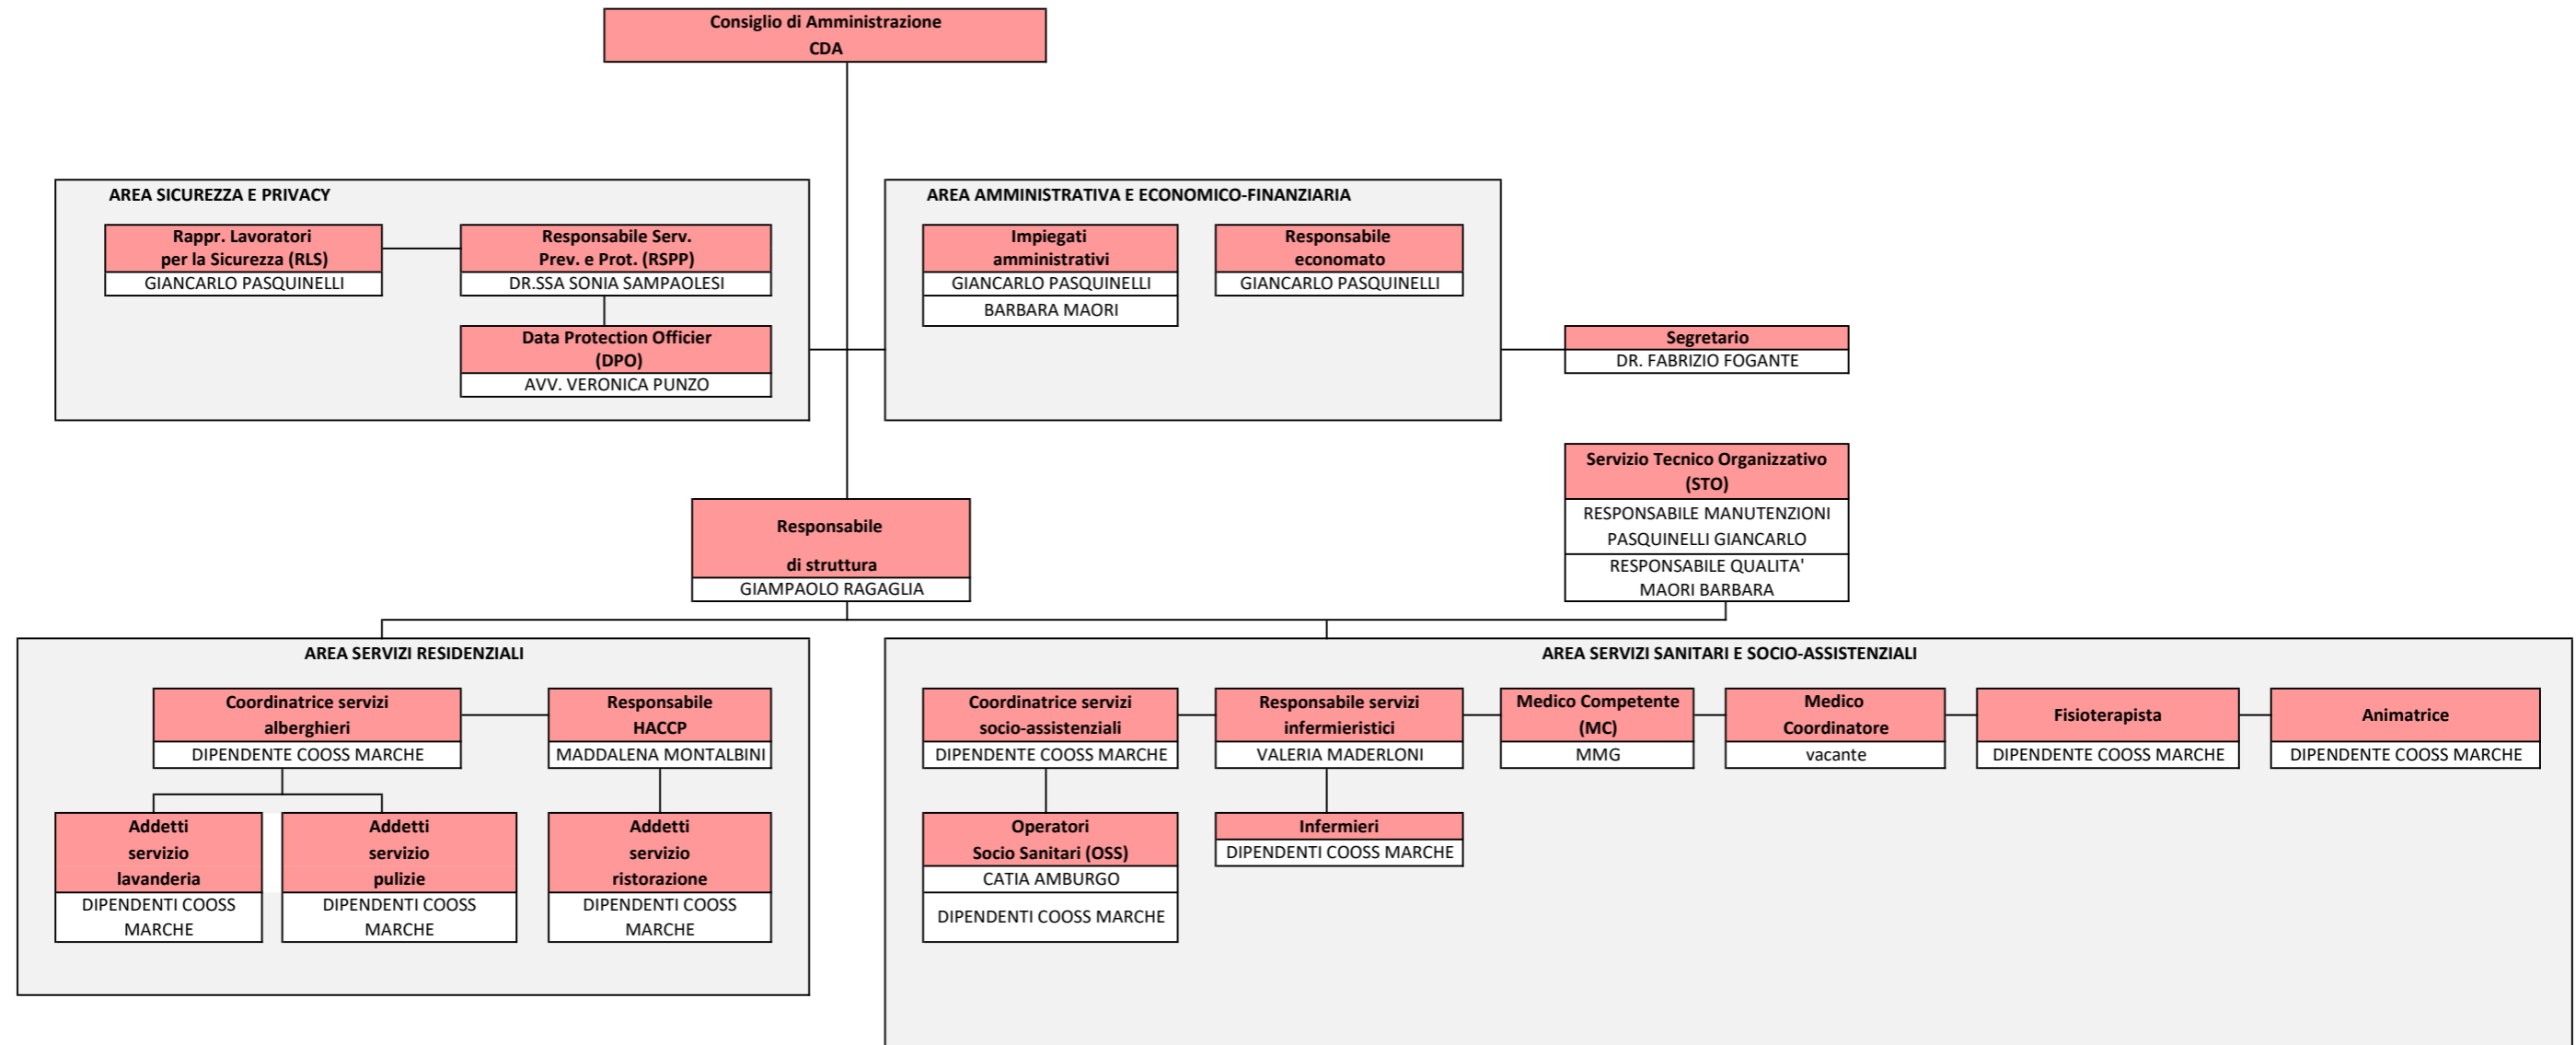 Consiglio di Amministrazione
CDA
AREA SICUREZZA E PRIVACY
Rappr. Lavoratori
per la Sicurezza (RLS)
GIANCARLO PASQUINELLI
Responsabile Serv.
Prev. e Prot. (RSPP)
DR.SSA SONIA SAMPAOLESI
Data Protection Officier
(DPO)
AVV. VERONICA PUNZO
AREA AMMINISTRATIVA E ECONOMICO-FINANZIARIA
Impiegati
amministrativi
GIANCARLO PASQUINELLI
BARBARA MAORI
Responsabile
economato
GIANCARLO PASQUINELLI
Segretario
DR. FABRIZIO FOGANTE
Servizio Tecnico Organizzativo
(STO)
RESPONSABILE MANUTENZIONI
PASQUINELLI GIANCARLO
RESPONSABILE QUALITA'
MAORI BARBARA
Responsabile
di struttura
GIAMPAOLO RAGAGLIA
AREA SERVIZI RESIDENZIALI
Coordinatrice servizi
alberghieri
DIPENDENTE COOSS MARCHE
Responsabile
HACCP
MADDALENA MONTALBINI
Addetti
servizio
lavanderia
DIPENDENTI COOSS
MARCHE
Addetti
servizio
pulizie
DIPENDENTI COOSS
MARCHE
Addetti
servizio
ristorazione
DIPENDENTI COOSS
MARCHE
AREA SERVIZI SANITARI E SOCIO-ASSISTENZIALI
Coordinatrice servizi
socio-assistenziali
DIPENDENTE COOSS MARCHE
Responsabile servizi
infermieristici
VALERIA MADERLONI
Medico Competente
(MC)
MMG
Medico
Coordinatore
vacante
Fisioterapista
DIPENDENTE COOSS MARCHE
Animatrice
DIPENDENTE COOSS MARCHE
Operatori
Socio Sanitari (OSS)
CATIA AMBURGO
DIPENDENTI COOSS MARCHE
Infermieri
DIPENDENTI COOSS MARCHE